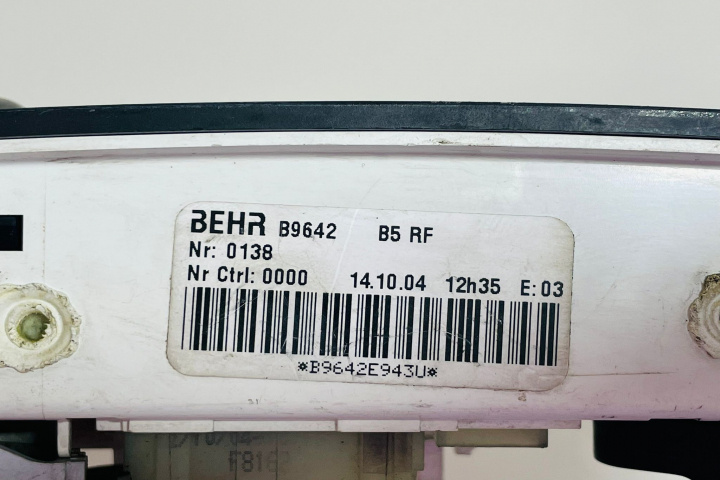 BEHR B9642 B5 RF
Nr: 0138
Nr Ctrl: 0000 14.10.04 12h35 E: 03
*B9642E943U*